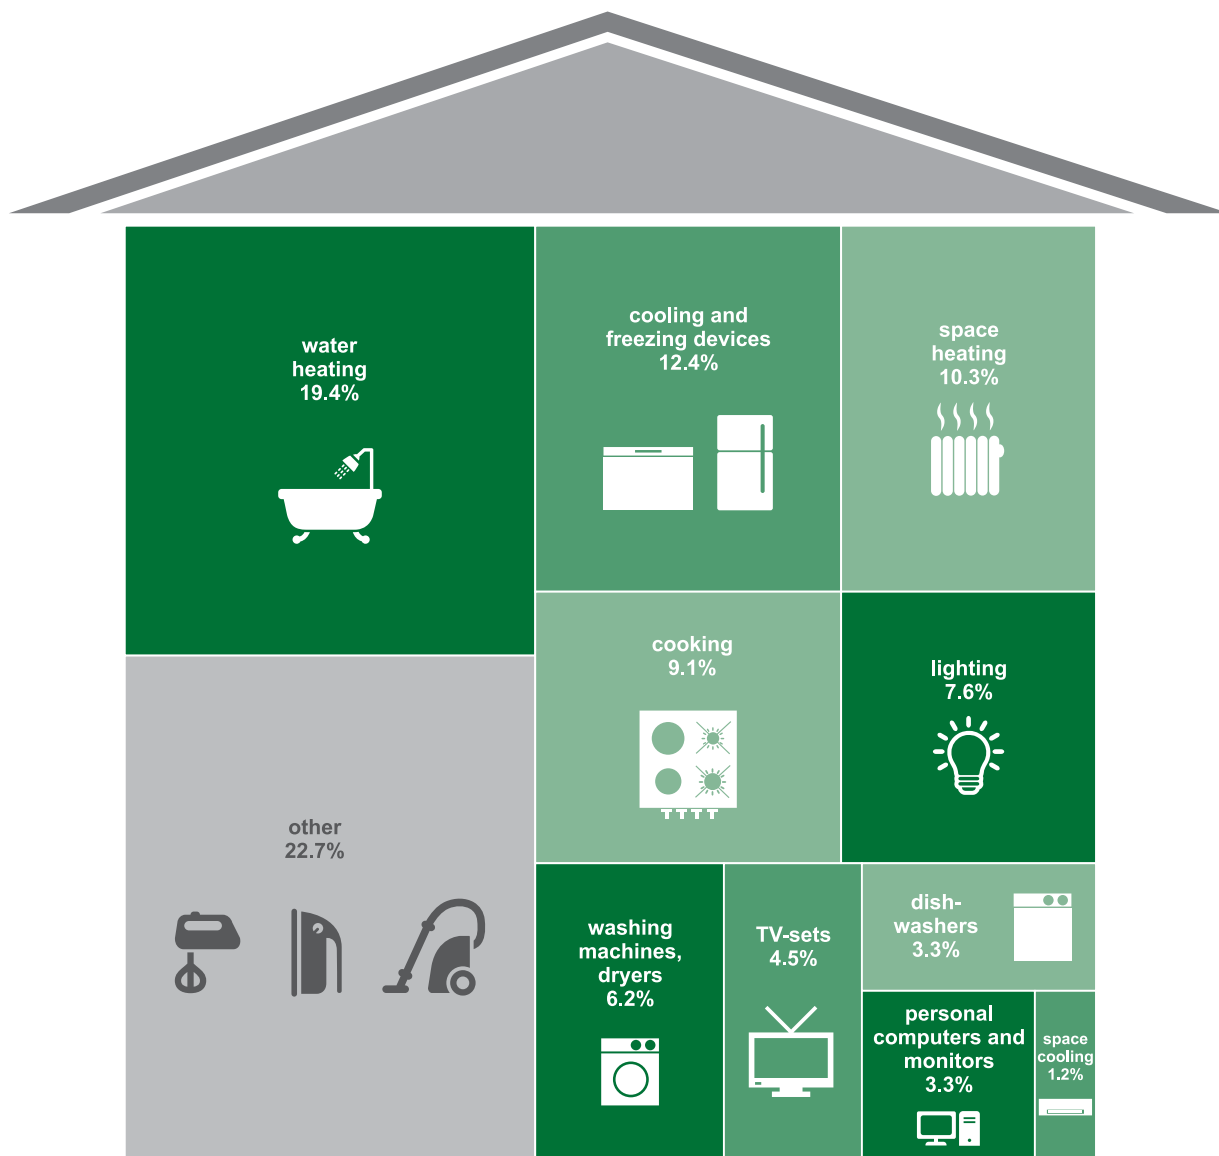 water
heating
19.4%
cooling and
freezing devices
12.4%
space
heating
10.3%
cooking
9.1%
lighting
7.6%
other
22.7%
washing
machines,
dryers
6.2%
TV-sets
4.5%
dish-
washers
3.3%
personal
computers and
monitors
3.3%
space
cooling
1.2%